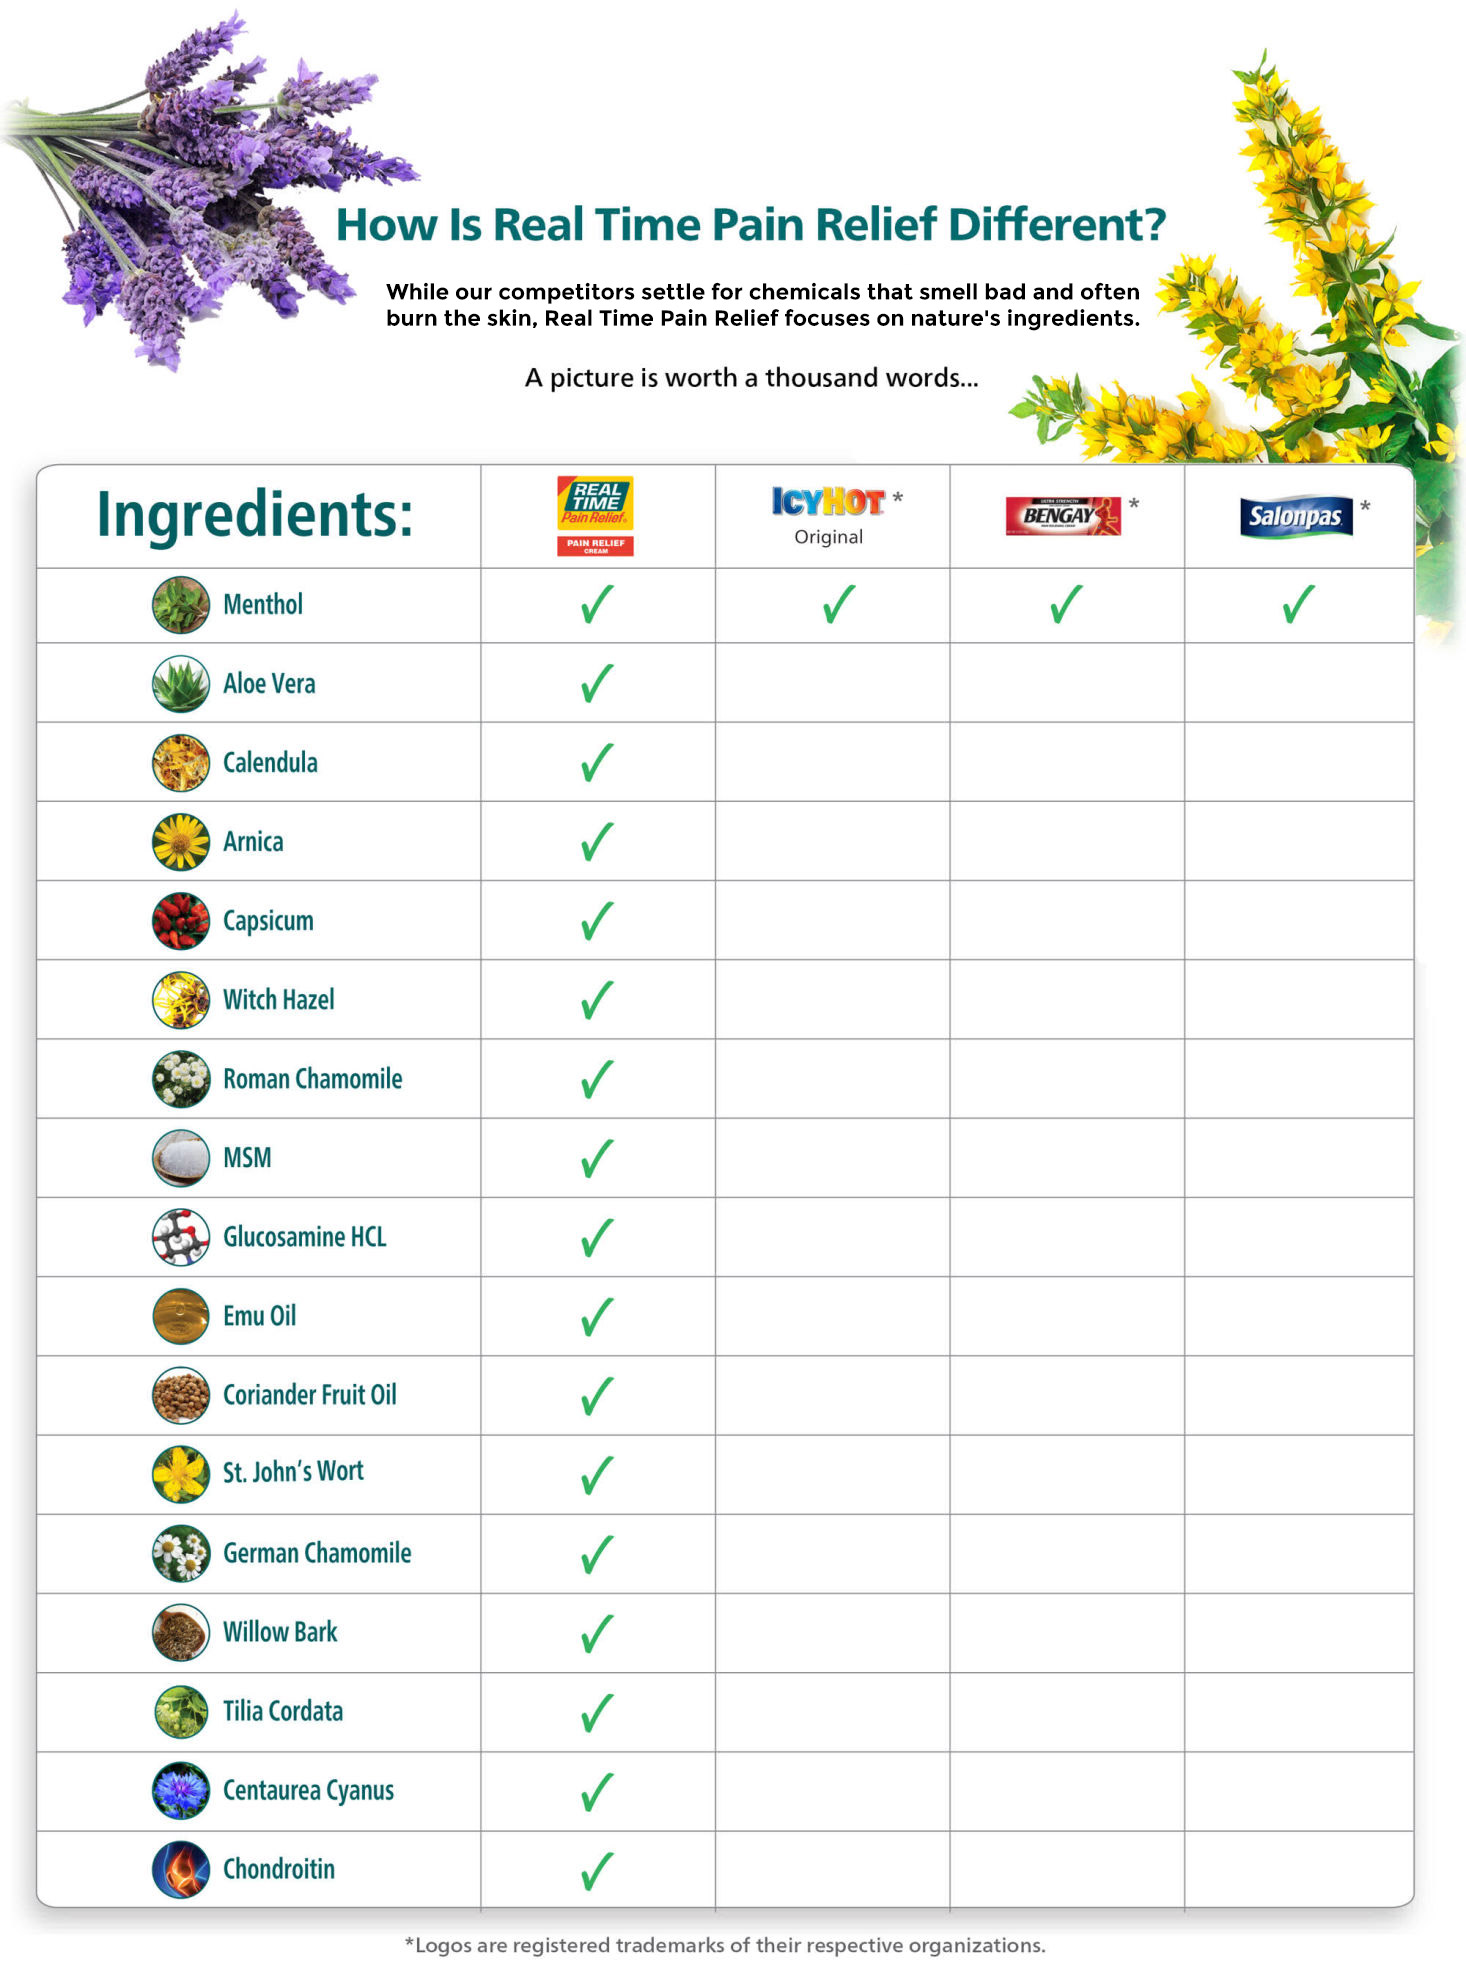 How Is Real Time Pain Relief Different?
While our competitors settle for chemicals that smell bad and often
burn the skin, Real Time Pain Relief focuses on nature's ingredients.
A picture is worth a thousand words...
Ingredients:
REAL
TIME
Pain Relief
PAIN RELIEF
CREAM
ICYHOT *
Original
ULTRA STRENGTH
BENGAY *
Salonpas *
Menthol ✓ ✓ ✓ ✓
Aloe Vera ✓
Calendula ✓
Arnica ✓
Capsicum ✓
Witch Hazel ✓
Roman Chamomile ✓
MSM ✓
Glucosamine HCL ✓
Emu Oil ✓
Coriander Fruit Oil ✓
St. John's Wort ✓
German Chamomile ✓
Willow Bark ✓
Tilia Cordata ✓
Centaurea Cyanus ✓
Chondroitin ✓
*Logos are registered trademarks of their respective organizations.